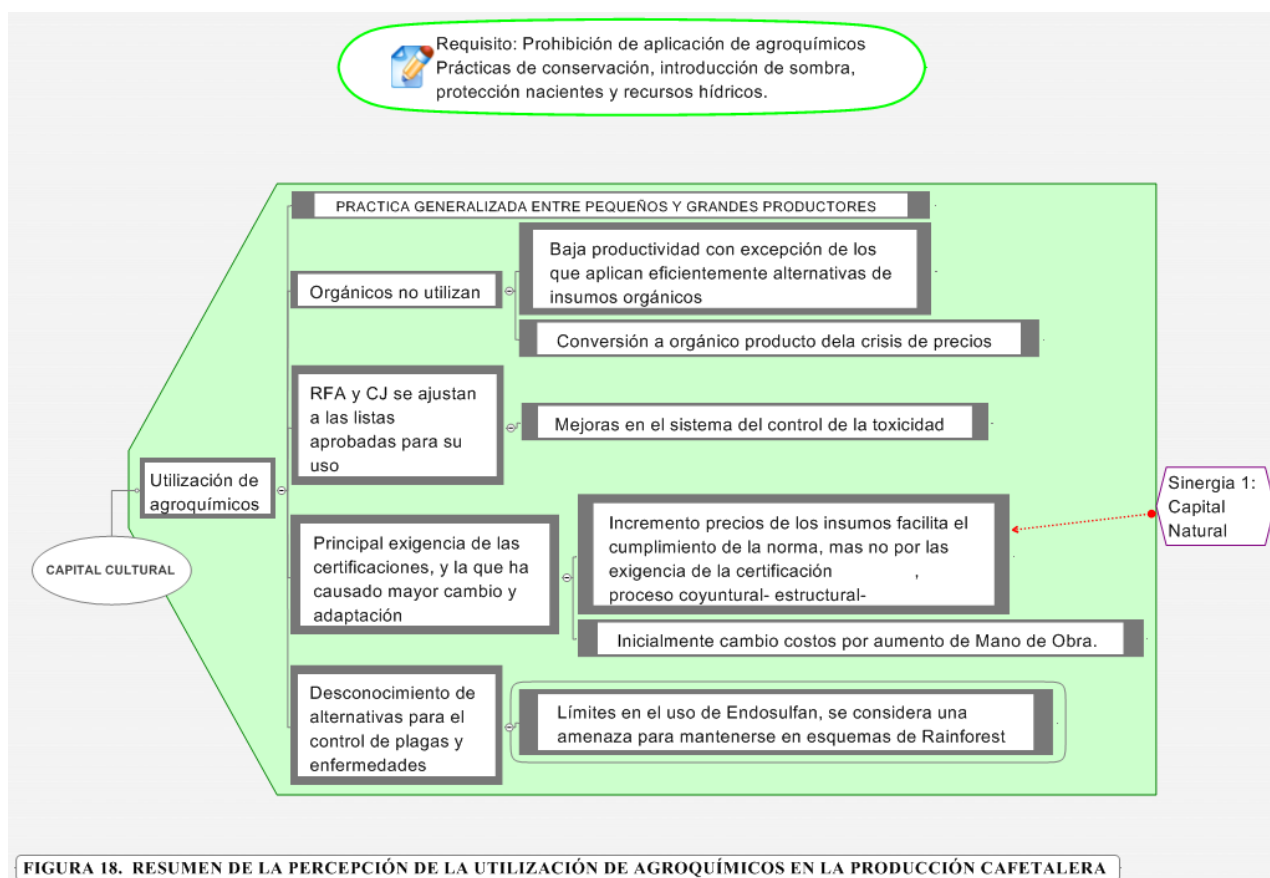 Requisito: Prohibición de aplicación de agroquímicos
Prácticas de conservación, introducción de sombra,
protección nacientes y recursos hídricos.
PRACTICA GENERALIZADA ENTRE PEQUEÑOS Y GRANDES PRODUCTORES
Orgánicos no utilizan
Baja productividad con excepción de los
que aplican eficientemente alternativas de
insumos orgánicos
Conversión a orgánico producto dela crisis de precios
RFA y CJ se ajustan
a las listas
aprobadas para su
uso
Mejoras en el sistema del control de la toxicidad
Utilización de
agroquímicos
CAPITAL CULTURAL
Principal exigencia de las
certificaciones, y la que ha
causado mayor cambio y
adaptación
Incremento precios de los insumos facilita el
cumplimiento de la norma, mas no por las
exigencia de la certificación ,
proceso coyuntural- estructural-
Inicialmente cambio costos por aumento de Mano de Obra.
Sinergia 1:
Capital
Natural
Desconocimiento de
alternativas para el
control de plagas y
enfermedades
Límites en el uso de Endosulfan, se considera una
amenaza para mantenerse en esquemas de Rainforest
FIGURA 18. RESUMEN DE LA PERCEPCIÓN DE LA UTILIZACIÓN DE AGROQUÍMICOS EN LA PRODUCCIÓN CAFETALERA